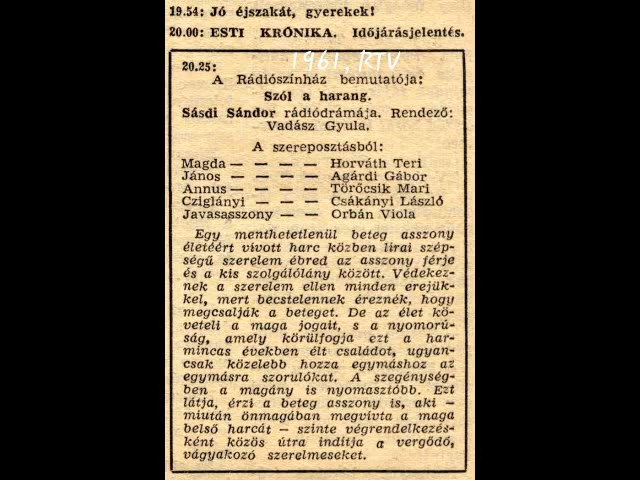 19.54: Jó éjszakát, gyerekek!
20.00: ESTI KRÓNIKA. Időjárásjelentés.
1961, RTV
20.25:
A Rádiószínház bemutatója:
Szól a harang.
Sásdi Sándor rádiódrámája. Rendező:
Vadász Gyula.
A szereposztásból:
Magda — — — — Horváth Teri
János — — — — Agárdi Gábor
Annus — — — — Törőcsik Mari
Cziglányi — — — Csákányi László
Javasasszony — — Orbán Viola
Egy menthetetlenül beteg asszony
életéért vívott harc közben lírai szép-
ségű szerelem ébred az asszony férje
és a kis szolgálólány között. Védekez-
nek a szerelem ellen minden erejük-
kel, mert becstelennek éreznék, hogy
megcsalják a beteget. De az élet kö-
veteli a maga jogait, s a nyomorú-
ság, amely körülfogja ezt a har-
mincas években élt családot, ugyan-
csak közelebb hozza egymáshoz az
egymásra szorulókat. A szegénység-
ben a magány is nyomasztóbb. Ezt
látja, érzi a beteg asszony is, aki —
miután önmagában megvívta a maga
belső harcát — szinte végrendelkezés-
ként közös útra indítja a vergődő,
vágyakozó szerelmeseket.